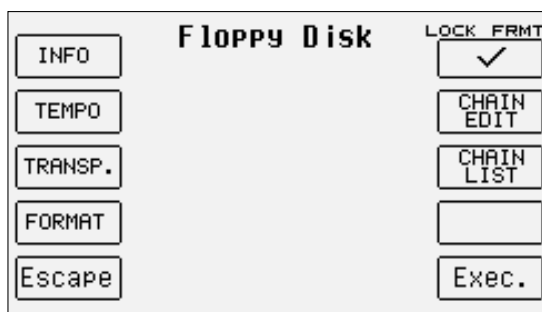 Floppy Disk
LOCK FRMT
INFO
TEMPO
CHAIN
EDIT
TRANSP.
CHAIN
LIST
FORMAT
Escape
Exec.